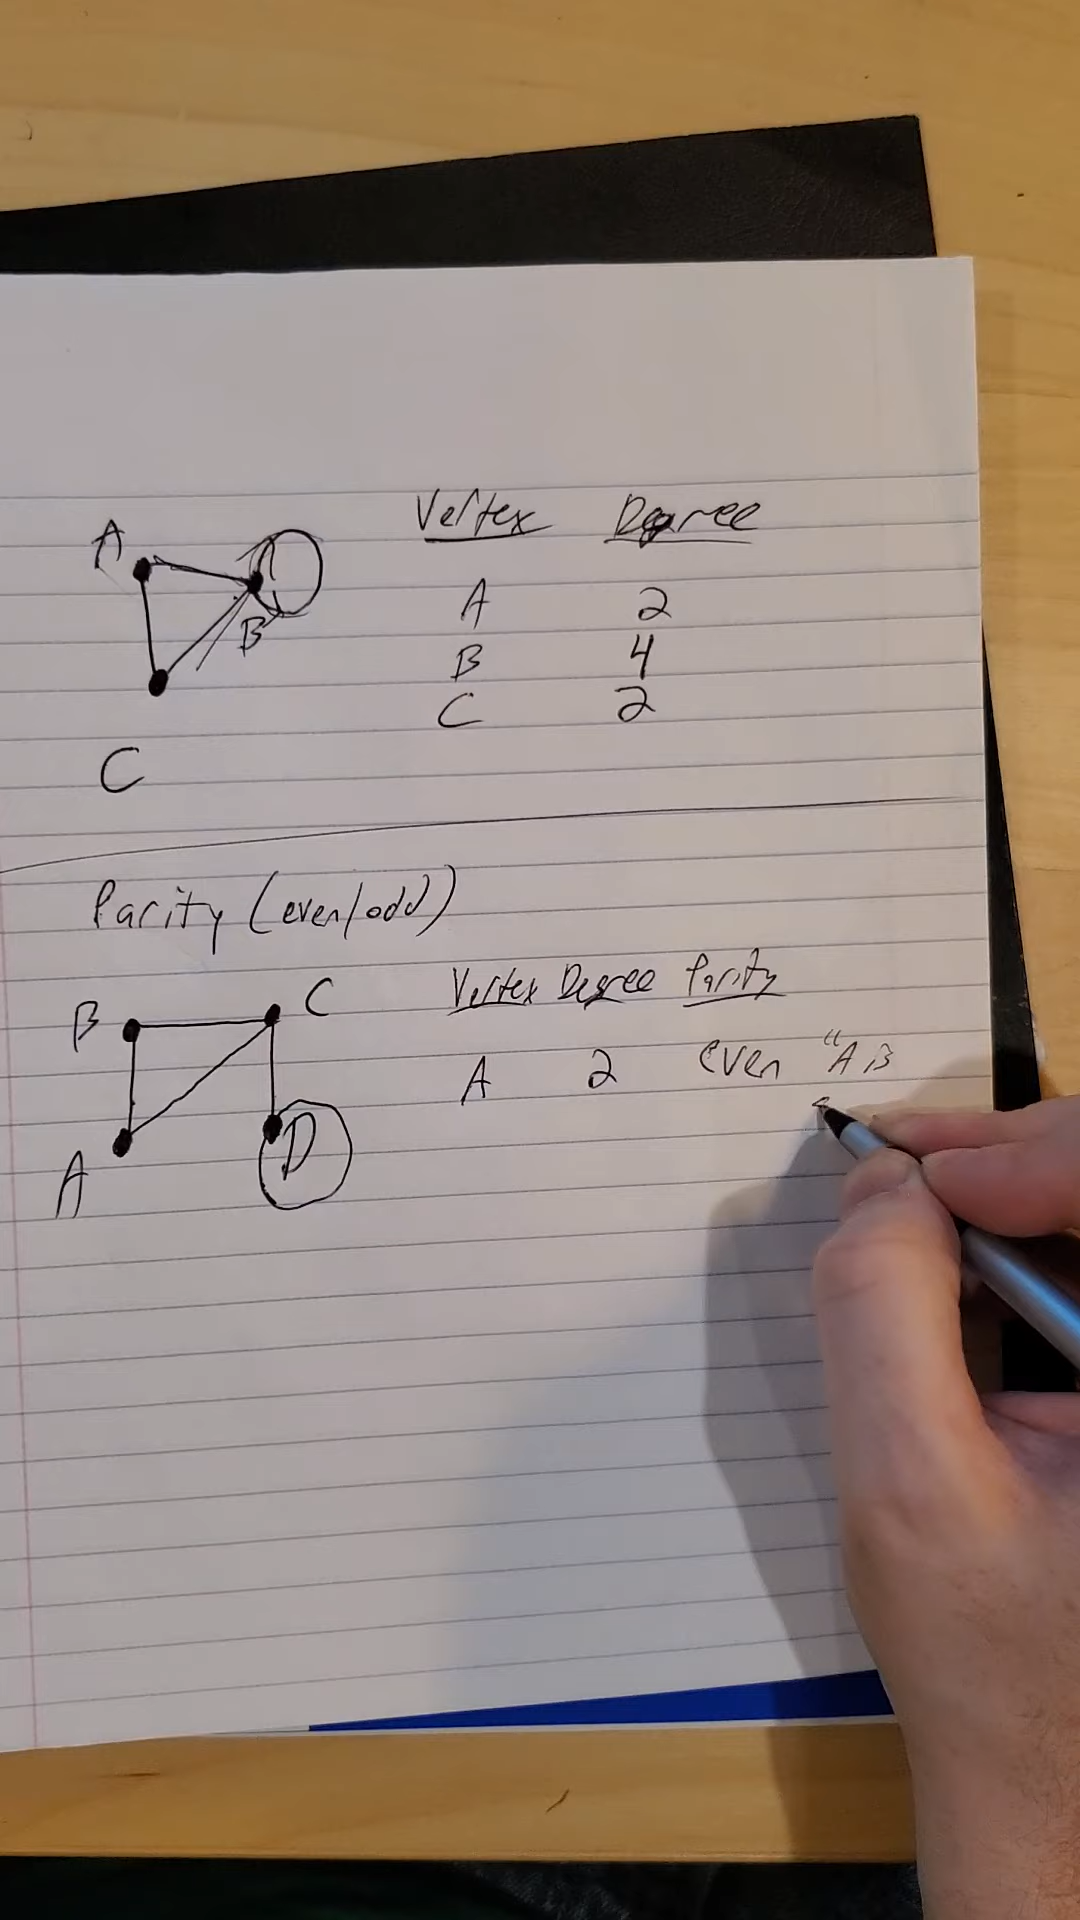 Vertex Degree
A
A 2
B
B 4
C 2
C
Parity (even/odd)
Vertex Degree Parity
B C
A 2 even "A is
A D